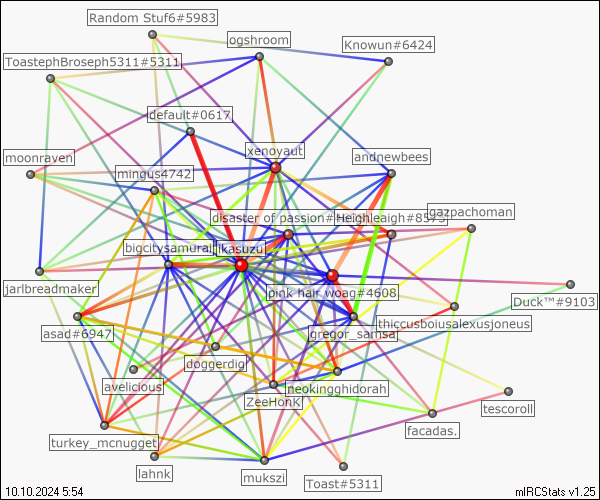 Random Stuf6#5983
ogshroom
Knowun#6424
ToastephBroseph5311#5311
default#0617
xenoyaut
andnewbees
moonraven
mingus4742
disaster of passion#
Heighleaigh#8575
gazpachoman
bigcitysamurai
ikasuzu
jarlbreadmaker
pink hair woag#4608
Duck™#9103
thiccusboiusalexusjoneus
asad#6947
gregor_samsa
doggerdig
avelicious
neokingghidorah
ZeeHonk
tescoroll
facadas.
turkey_mcnugget
lahnk
mukszi
Toast#5311
10.10.2024 5:54
mIRCStats v1.25